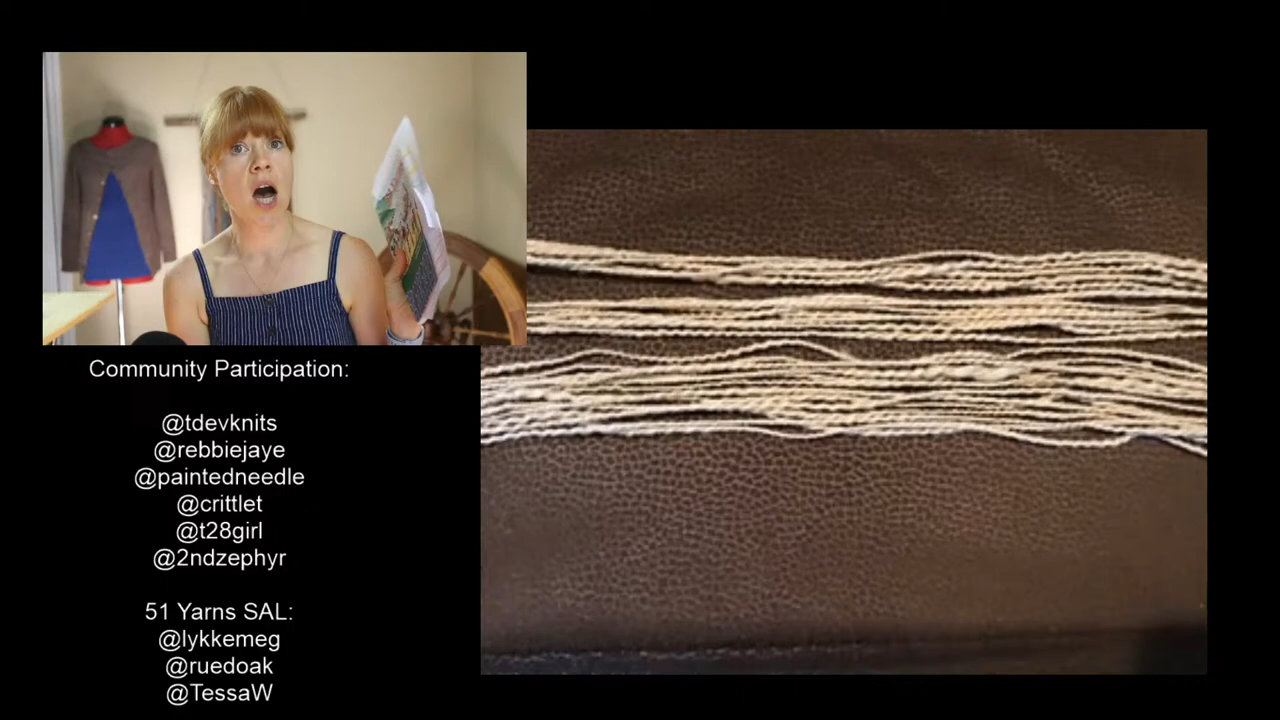 Community Participation:
@tdevknits
@rebbiejaye
@paintedneedle
@crittlet
@t28girl
@2ndzephyr
51 Yarns SAL:
@lykkemeg
@ruedoak
@TessaW